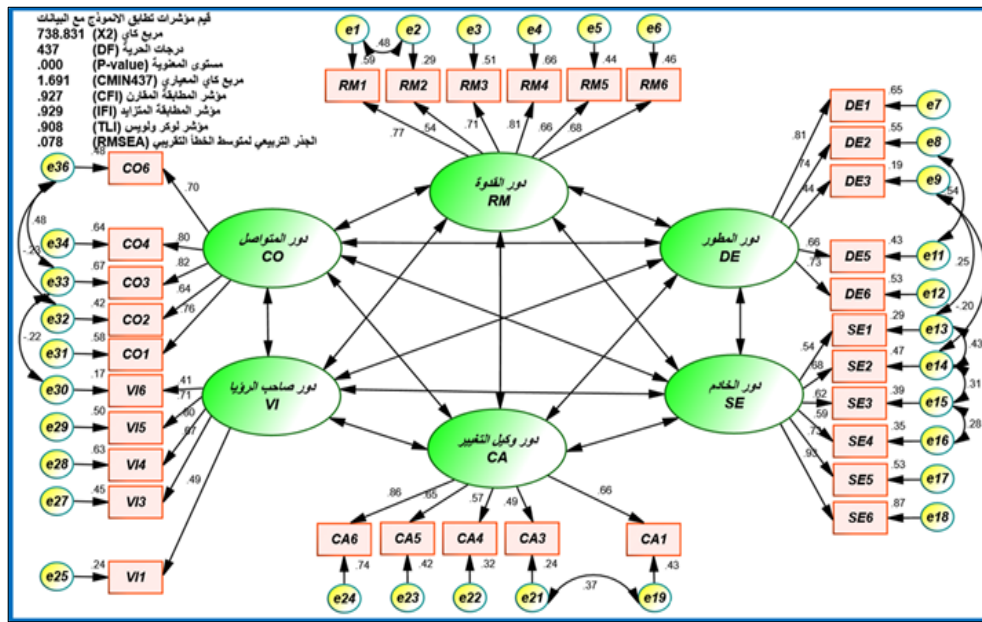 قيم مؤشرات تطابق الانموذج مع البيانات
مربع كاي (X2) 738.831
درجات الحرية (DF) 437
مستوى المعنوية (P-value) .000
مربع كاي المعياري (CMIN437) 1.691
مؤشر المطابقة المقارن (CFI) .927
مؤشر المطابقة المتزايد (IFI) .929
مؤشر لوكر ولويس (TLI) .908
الجذر التربيعي لمتوسط الخطأ التقريبي (RMSEA) .078
e1 .48 e2 e3 e4 e5 e6
.59 .29 .51 .66 .44 .46
RM1 RM2 RM3 RM4 RM5 RM6
.77 .54 .71 .81 .66 .68
دور القدوة
RM
دور المتواصل
CO
دور المطور
DE
دور صاحب الرؤيا
VI
دور الخادم
SE
دور وكيل التغيير
CA
e36 .48 CO6 .70
e34 .64 CO4 .80
e33 .67 CO3 .82
e32 .42 CO2 .64
e31 .58 CO1 .76
.48
-.23
-.22
e30 .17 VI6 .41
e29 .50 VI5 .71
e28 .63 VI4
e27 .45 VI3
e25 .24 VI1 .49
.81 DE1 .65 e7
.74 DE2 .55 e8
.44 DE3 .19 e9
.66 DE5 .43 e11
.73 DE6 .53 e12
.54
.25
-.20
.54 SE1 .29 e13
.68 SE2 .47 e14
.62 SE3 .39 e15
.59 SE4 .35 e16
.73 SE5 .53 e17
.93 SE6 .87 e18
.43
.31
.28
.86 .65 .57 .49 .66
CA6 CA5 CA4 CA3 CA1
.74 .42 .32 .24 .43
e24 e23 e22 e21 .37 e19